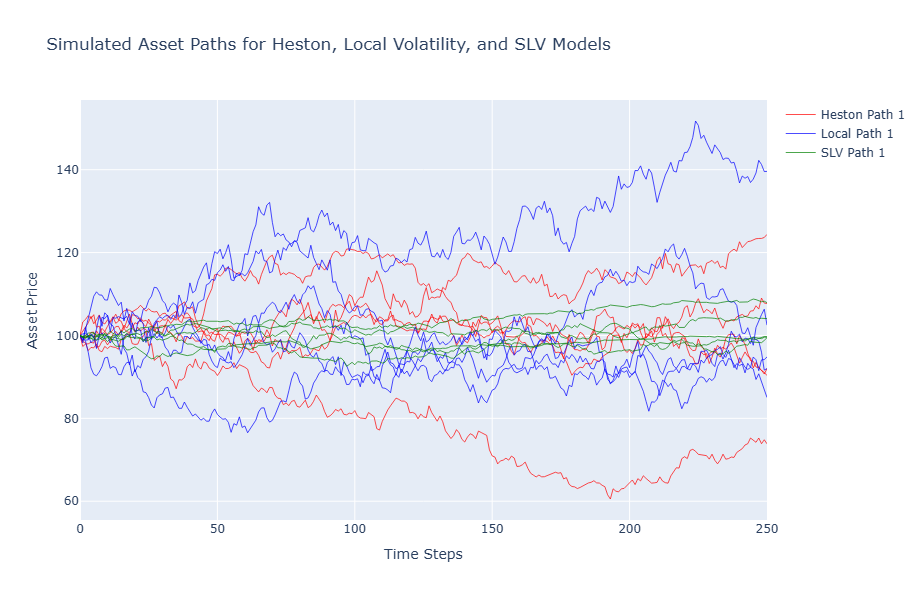 Simulated Asset Paths for Heston, Local Volatility, and SLV Models
Heston Path 1
Local Path 1
SLV Path 1
140
120
100
80
60
Asset Price
0
50
100
150
200
250
Time Steps